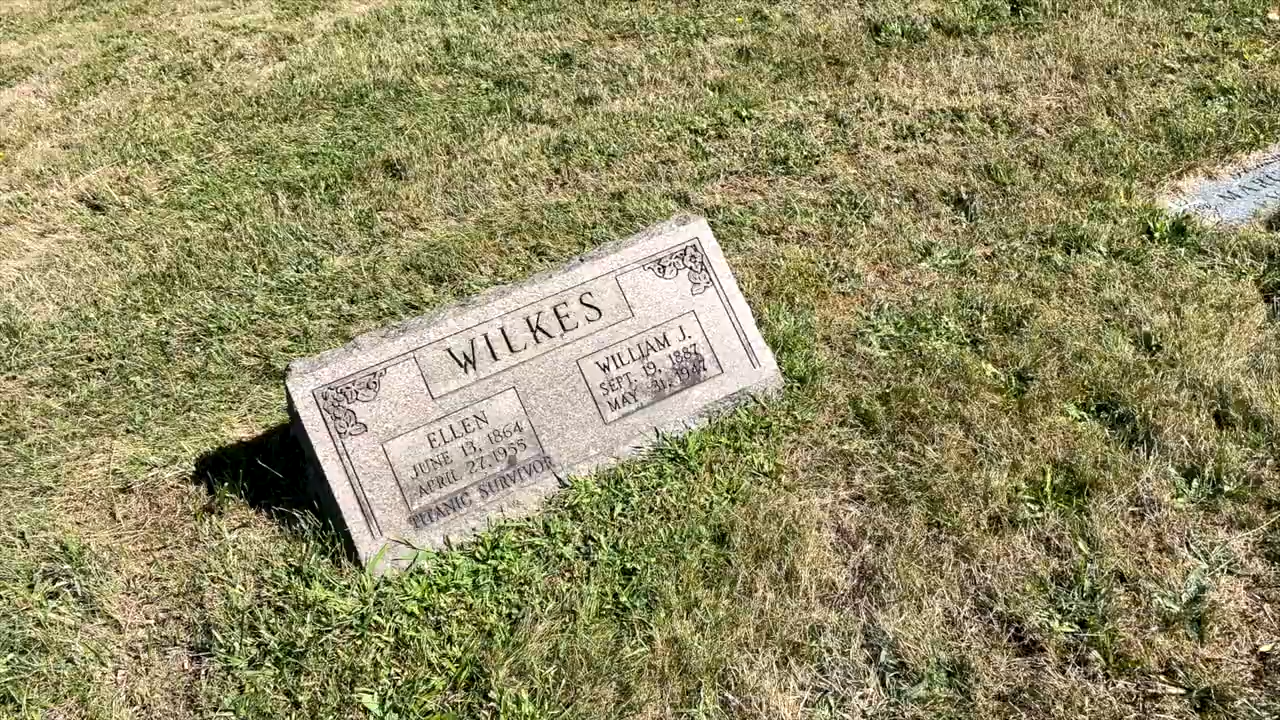 WILKES
ELLEN
JUNE 13, 1864
APRIL 27, 1955
TITANIC SURVIVOR
WILLIAM J.
SEPT. 19, 1887
MAY 31, 1947